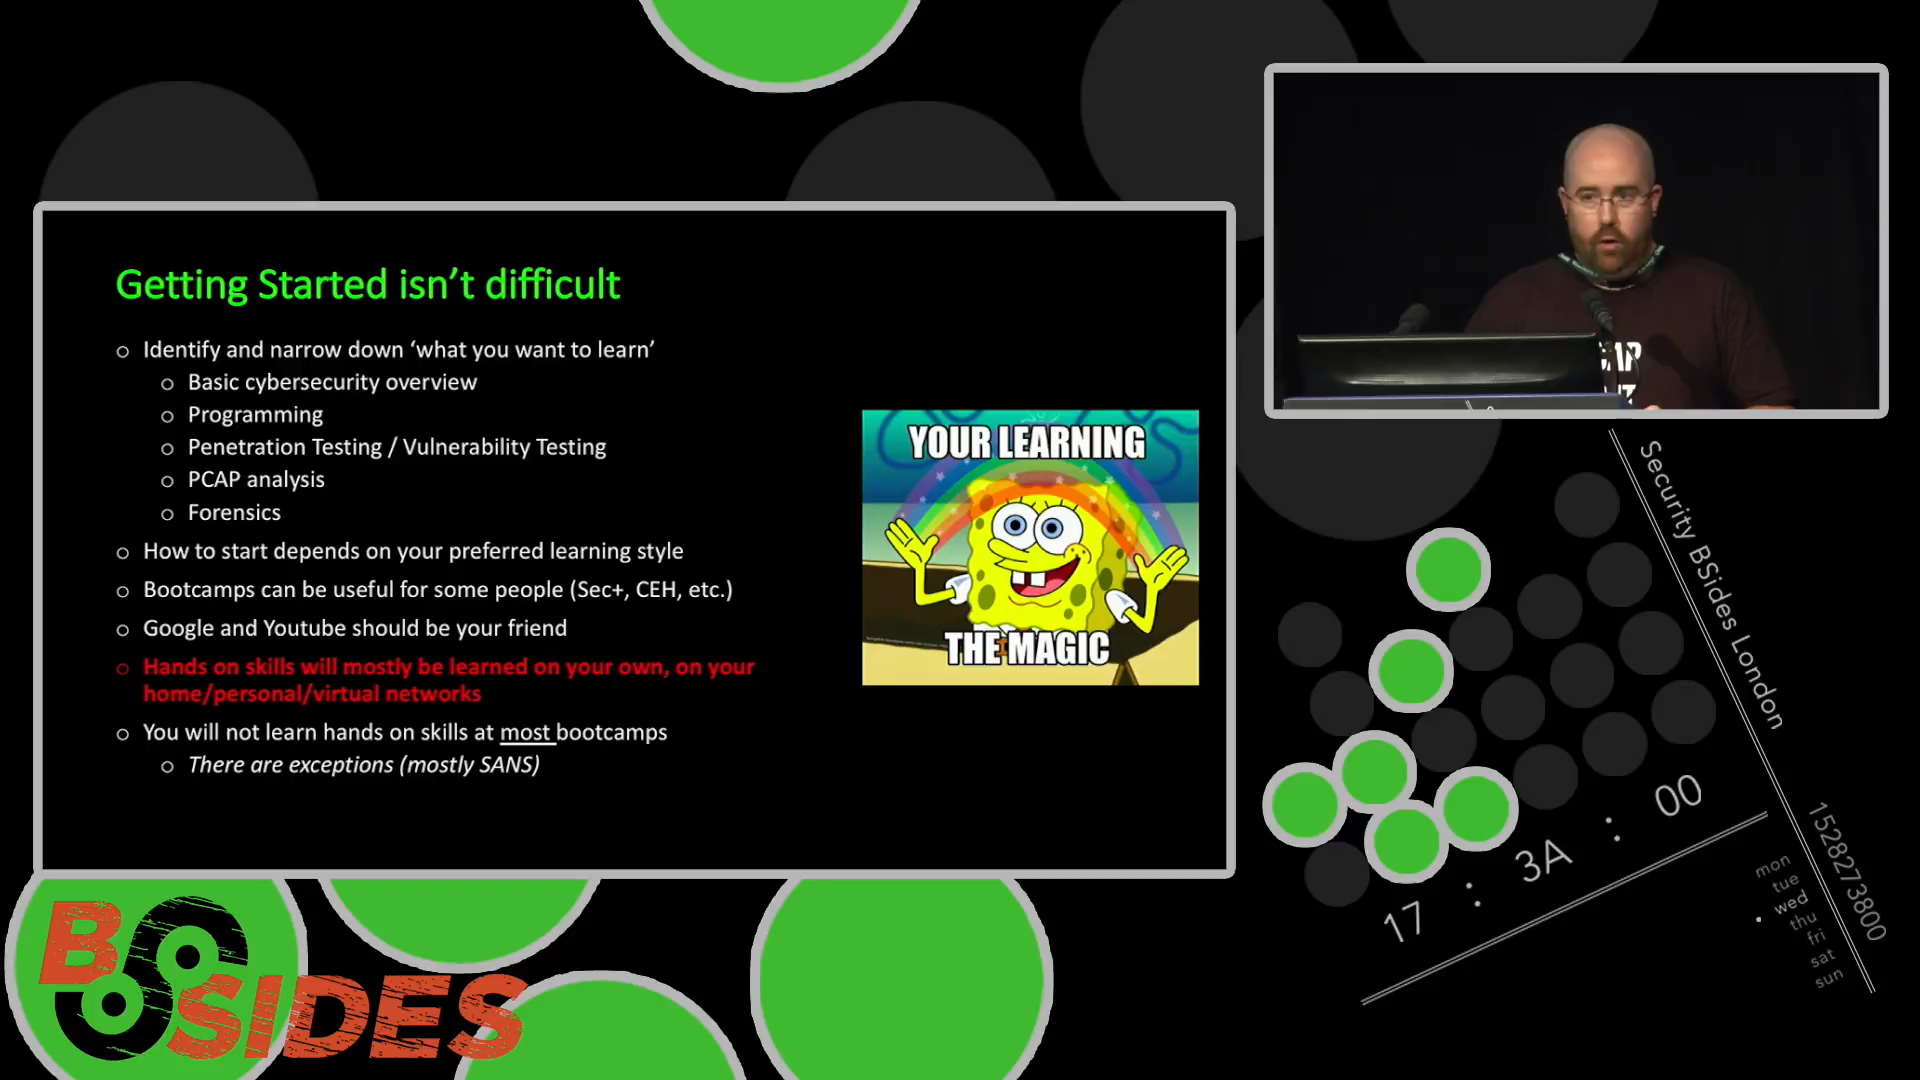 Getting Started isn't difficult
Identify and narrow down 'what you want to learn'
Basic cybersecurity overview
Programming
Penetration Testing / Vulnerability Testing
PCAP analysis
Forensics
How to start depends on your preferred learning style
Bootcamps can be useful for some people (Sec+, CEH, etc.)
Google and Youtube should be your friend
Hands on skills will mostly be learned on your own, on your
home/personal/virtual networks
You will not learn hands on skills at most bootcamps
There are exceptions (mostly SANS)
YOUR LEARNING
THE MAGIC
Security BSides London
17 : 3A : 00
1528273800
mon
tue
wed
thu
fri
sat
sun
B
SIDES